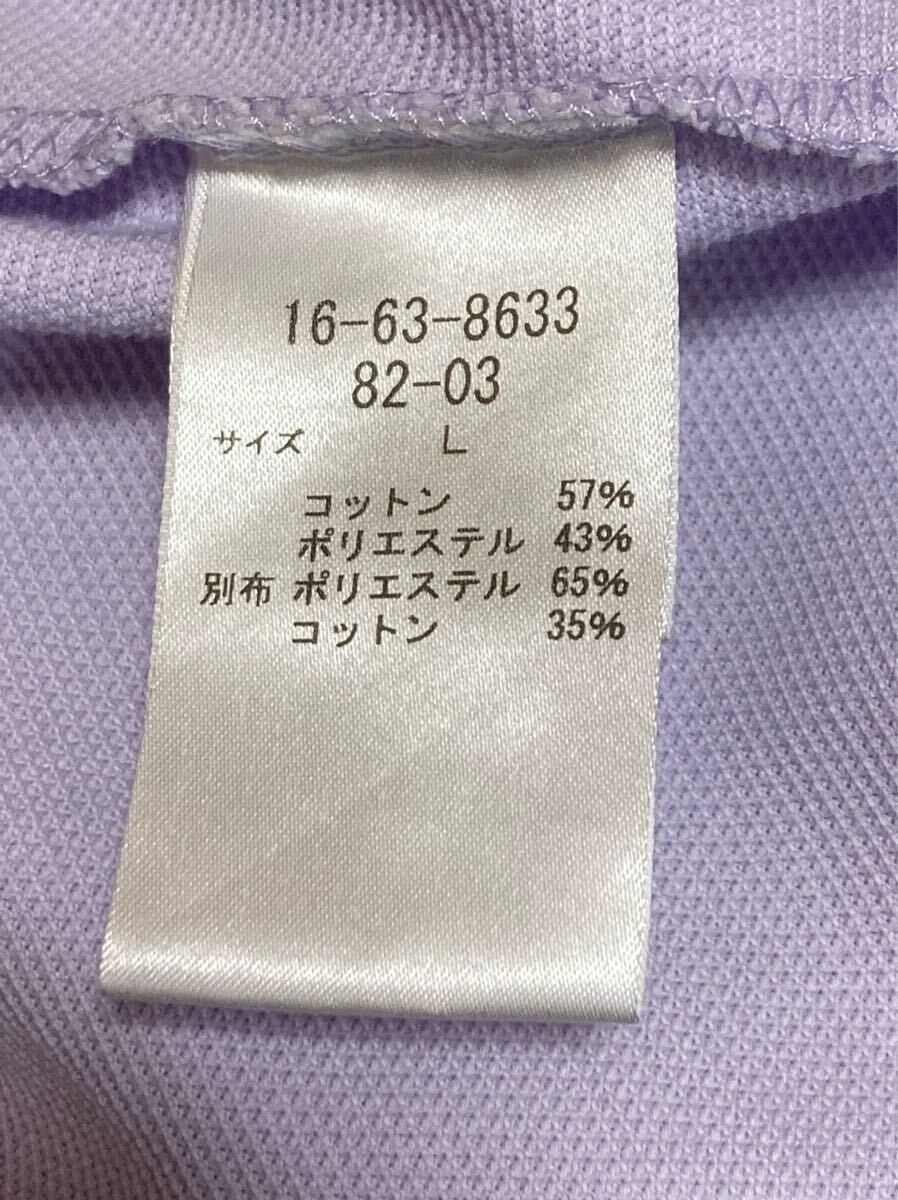 16-63-8633
82-03
サイズ L
コットン 57%
ポリエステル 43%
別布 ポリエステル 65%
コットン 35%